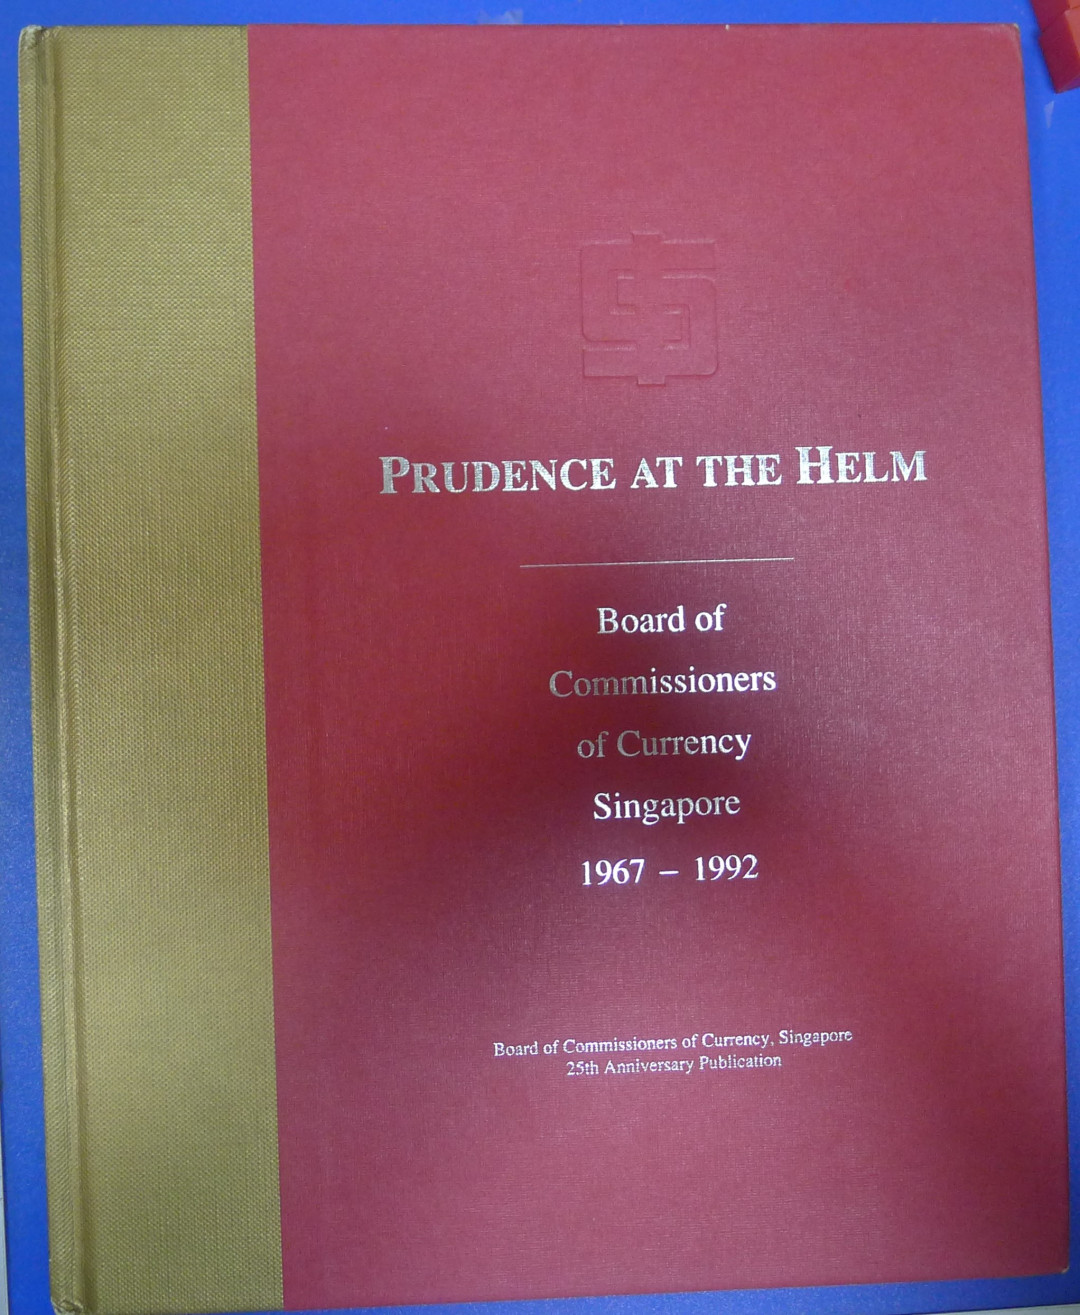 PRUDENCE AT THE HELM
Board of
Commissioners
of Currency
Singapore
1967 – 1992
Board of Commissioners of Currency, Singapore
25th Anniversary Publication